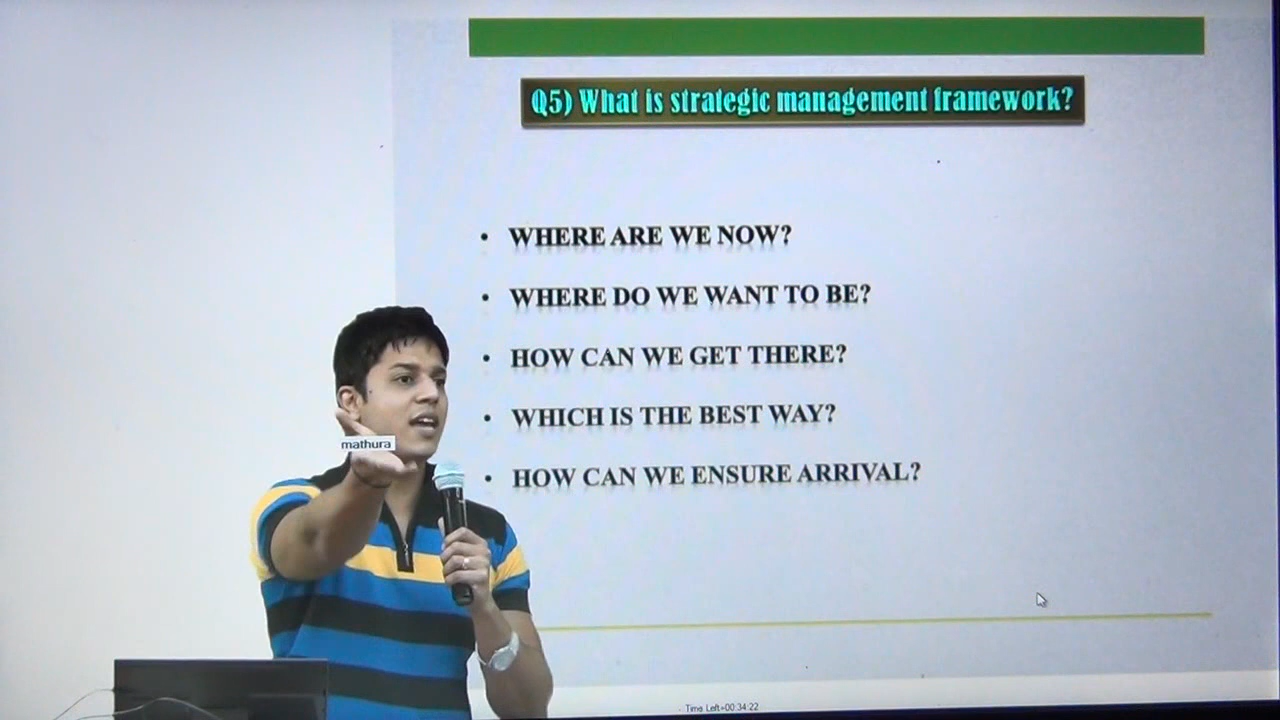 Q5) What is strategic management framework?
• WHERE ARE WE NOW?
• WHERE DO WE WANT TO BE?
• HOW CAN WE GET THERE?
• WHICH IS THE BEST WAY?
• HOW CAN WE ENSURE ARRIVAL?
mathura
- Time Left=00:34:22